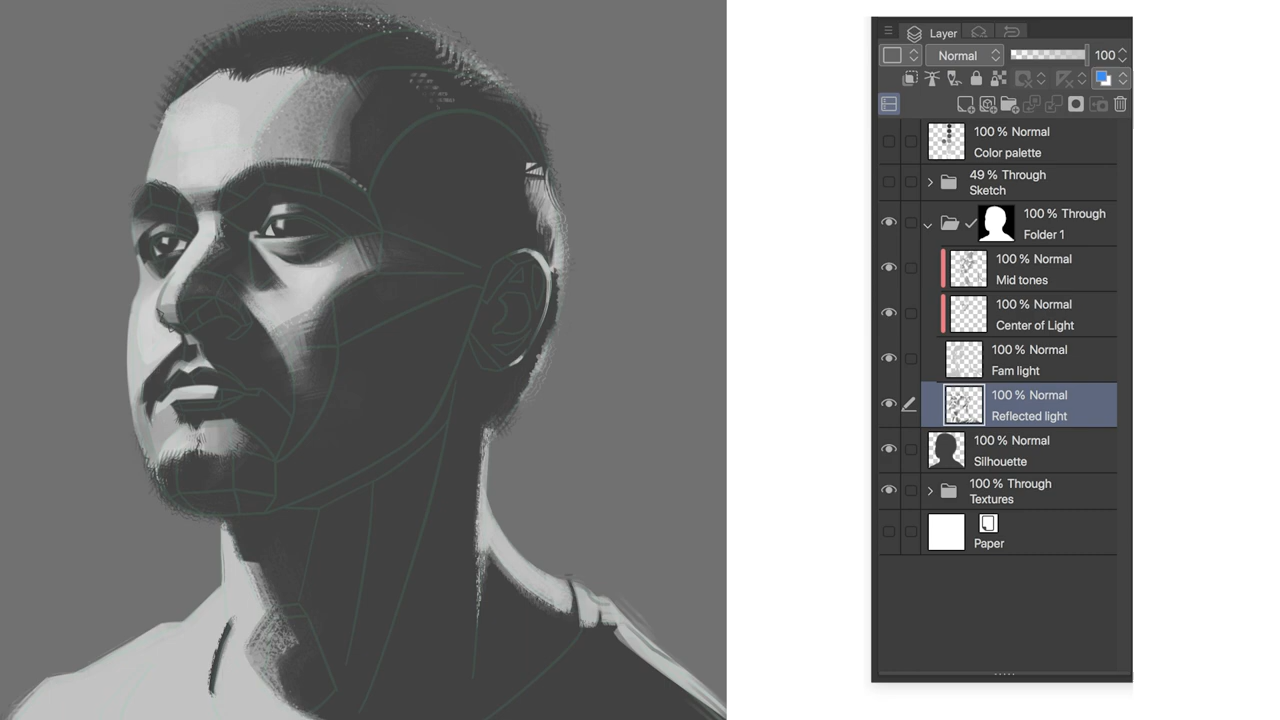 Layer
Normal
100
100 % Normal
Color palette
49 % Through
Sketch
100 % Through
Folder 1
100 % Normal
Mid tones
100 % Normal
Center of Light
100 % Normal
Fam light
100 % Normal
Reflected light
100 % Normal
Silhouette
100 % Through
Textures
Paper